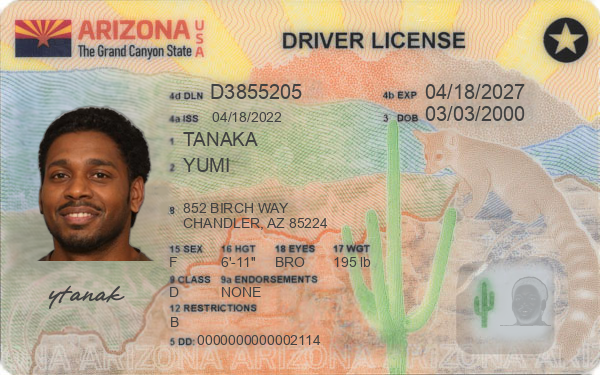 ARIZONA USA
The Grand Canyon State
DRIVER LICENSE
4d DLN D3855205
4b EXP 04/18/2027
4a ISS 04/18/2022
3 DOB 03/03/2000
1 TANAKA
2 YUMI
8 852 BIRCH WAY
CHANDLER, AZ 85224
15 SEX 16 HGT 18 EYES 17 WGT
F 6'-11" BRO 195 lb
9 CLASS 9a ENDORSEMENTS
D NONE
12 RESTRICTIONS
B
5 DD: 0000000000002114
ytanak
ARIZONA ARIZONA ARIZONA ARIZONA